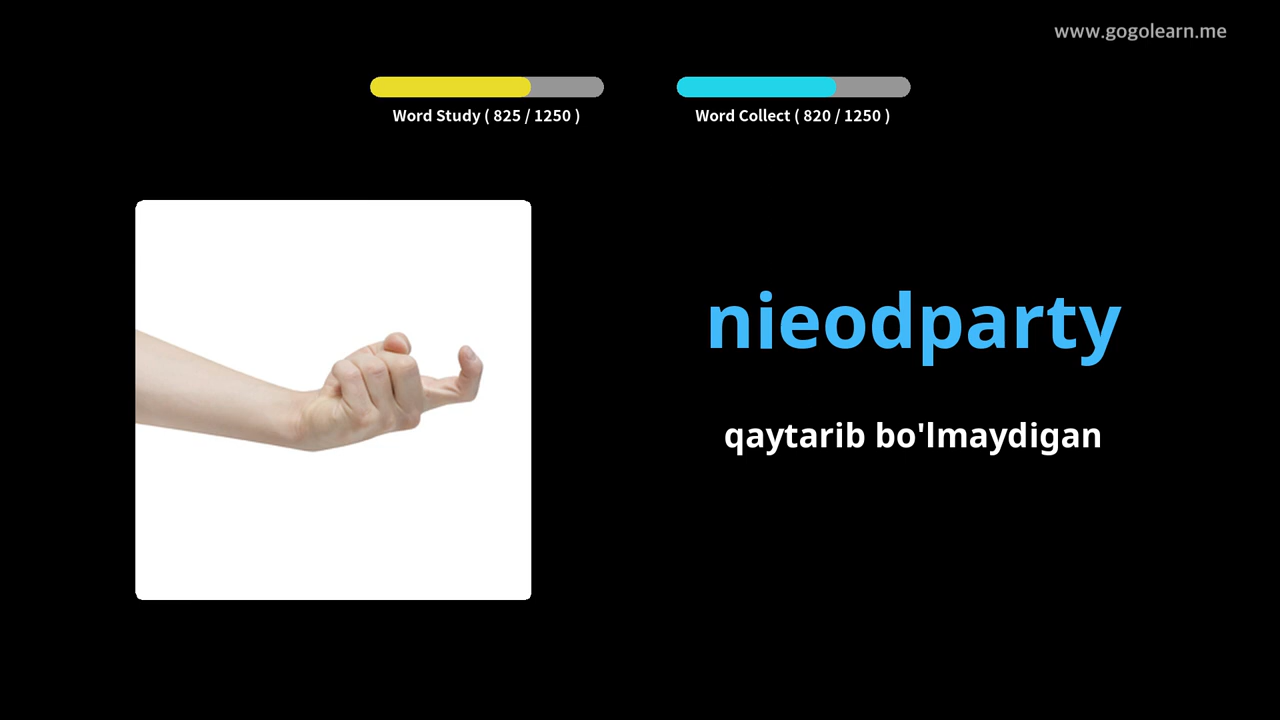 www.gogolearn.me
Word Study ( 825 / 1250 )
Word Collect ( 820 / 1250 )
nieodparty
qaytarib bo'lmaydigan